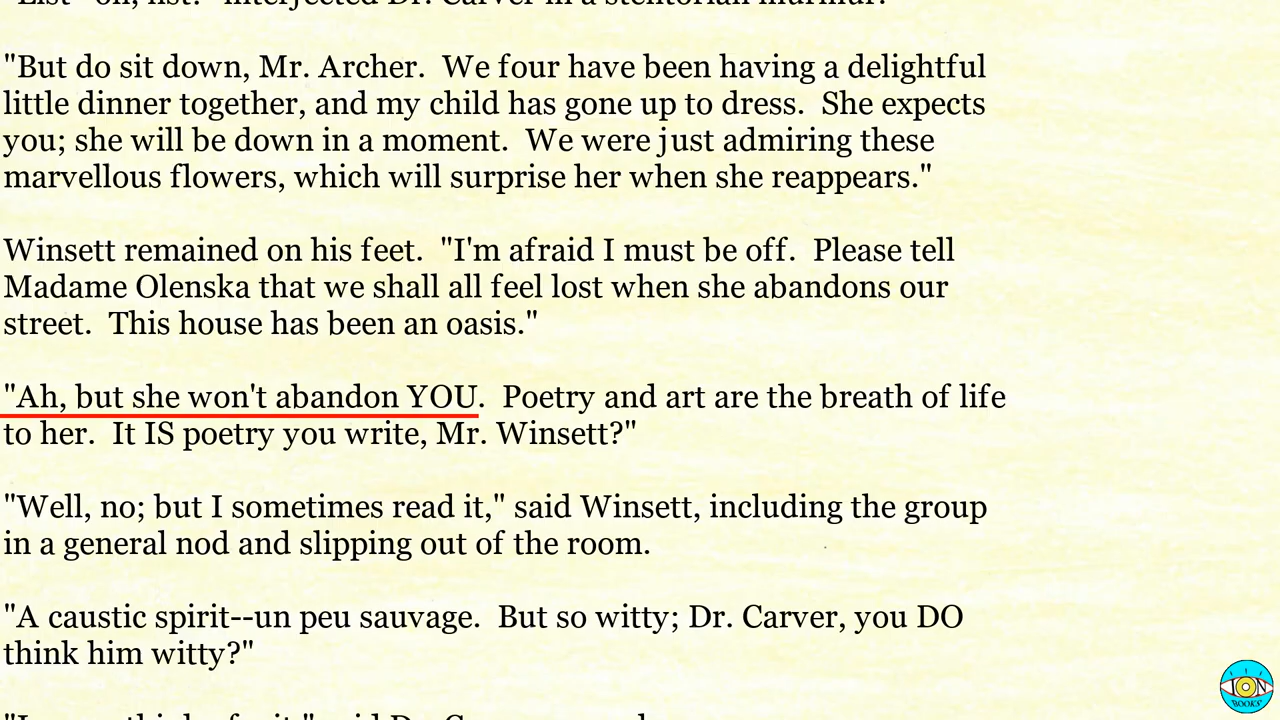 "But do sit down, Mr. Archer.  We four have been having a delightful
little dinner together, and my child has gone up to dress.  She expects
you; she will be down in a moment.  We were just admiring these
marvellous flowers, which will surprise her when she reappears."
Winsett remained on his feet.  "I'm afraid I must be off.  Please tell
Madame Olenska that we shall all feel lost when she abandons our
street.  This house has been an oasis."
"Ah, but she won't abandon YOU.  Poetry and art are the breath of life
to her.  It IS poetry you write, Mr. Winsett?"
"Well, no; but I sometimes read it," said Winsett, including the group
in a general nod and slipping out of the room.
"A caustic spirit--un peu sauvage.  But so witty; Dr. Carver, you DO
think him witty?"
ION
BOOKS